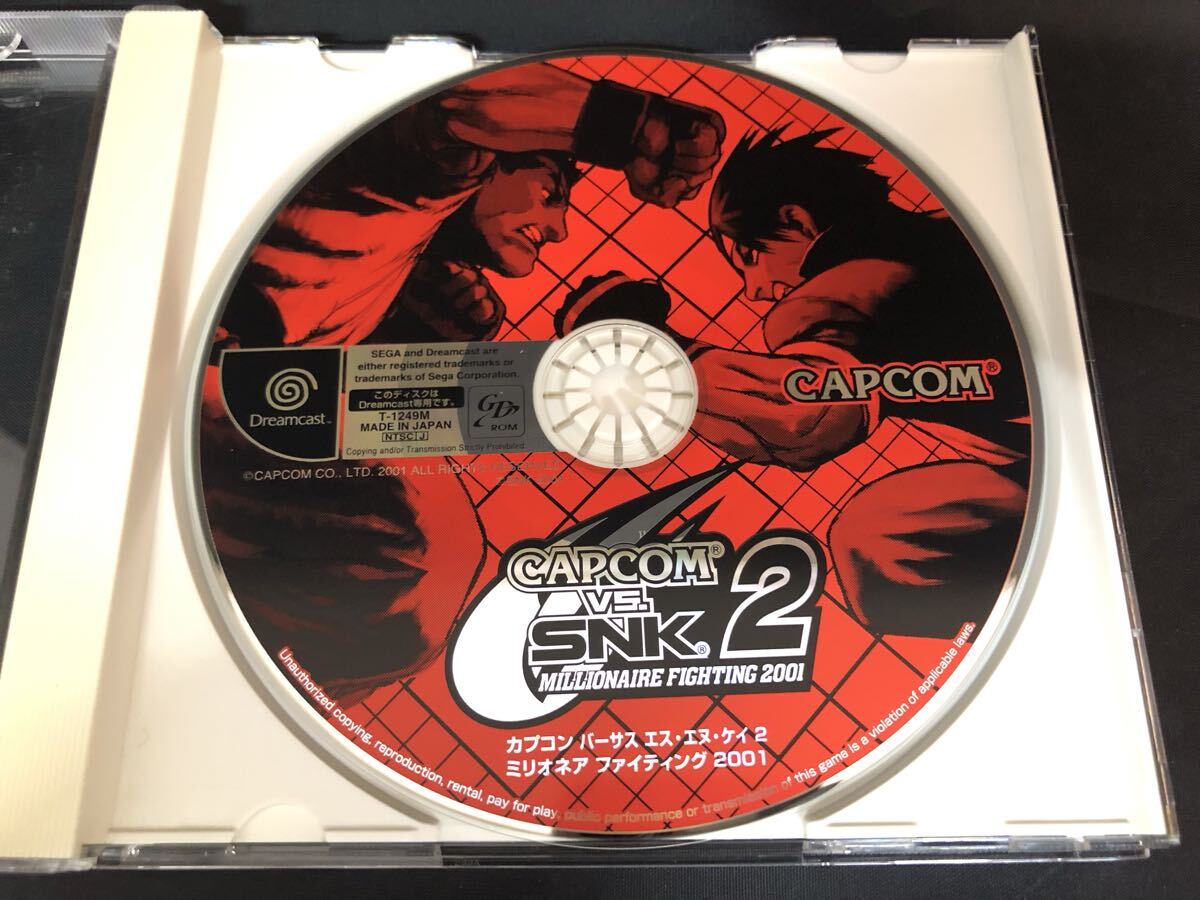 SEGA and Dreamcast are
either registered trademarks or
trademarks of Sega Corporation.
このディスクは
Dreamcast専用です。
T-1249M
MADE IN JAPAN
NTSC J
Copying and/or Transmission Strictly Prohibited.
GD
ROM
Dreamcast™
CAPCOM®
©CAPCOM CO., LTD. 2001 ALL RIGHTS RESERVED.
CAPCOM®
VS.
SNK® 2
MILLIONAIRE FIGHTING 2001
カプコン バーサス エス・エヌ・ケイ 2
ミリオネア ファイティング 2001
Unauthorized copying, reproduction, rental, pay for play, public performance or transmission of this game is a violation of applicable laws.